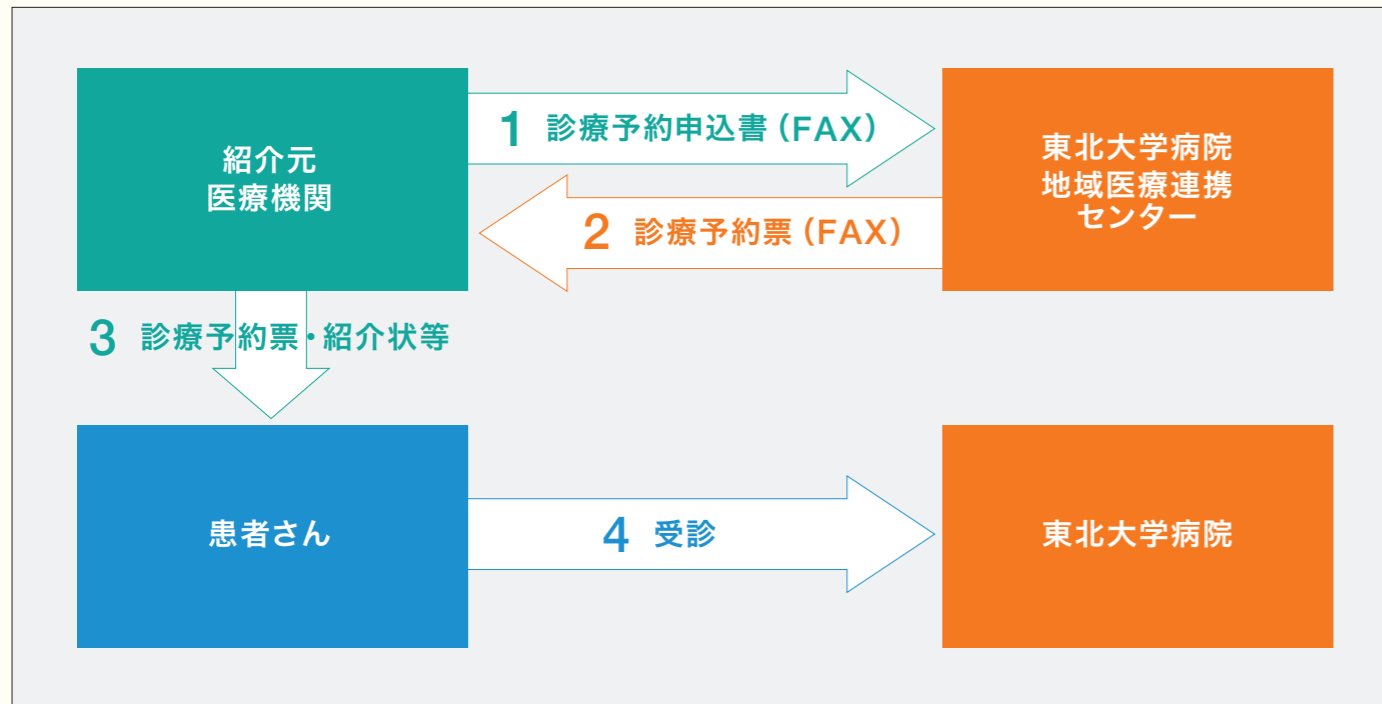 紹介元
医療機関
1 診療予約申込書（FAX）
東北大学病院
地域医療連携
センター
2 診療予約票（FAX）
3 診療予約票・紹介状等
患者さん
4 受診
東北大学病院